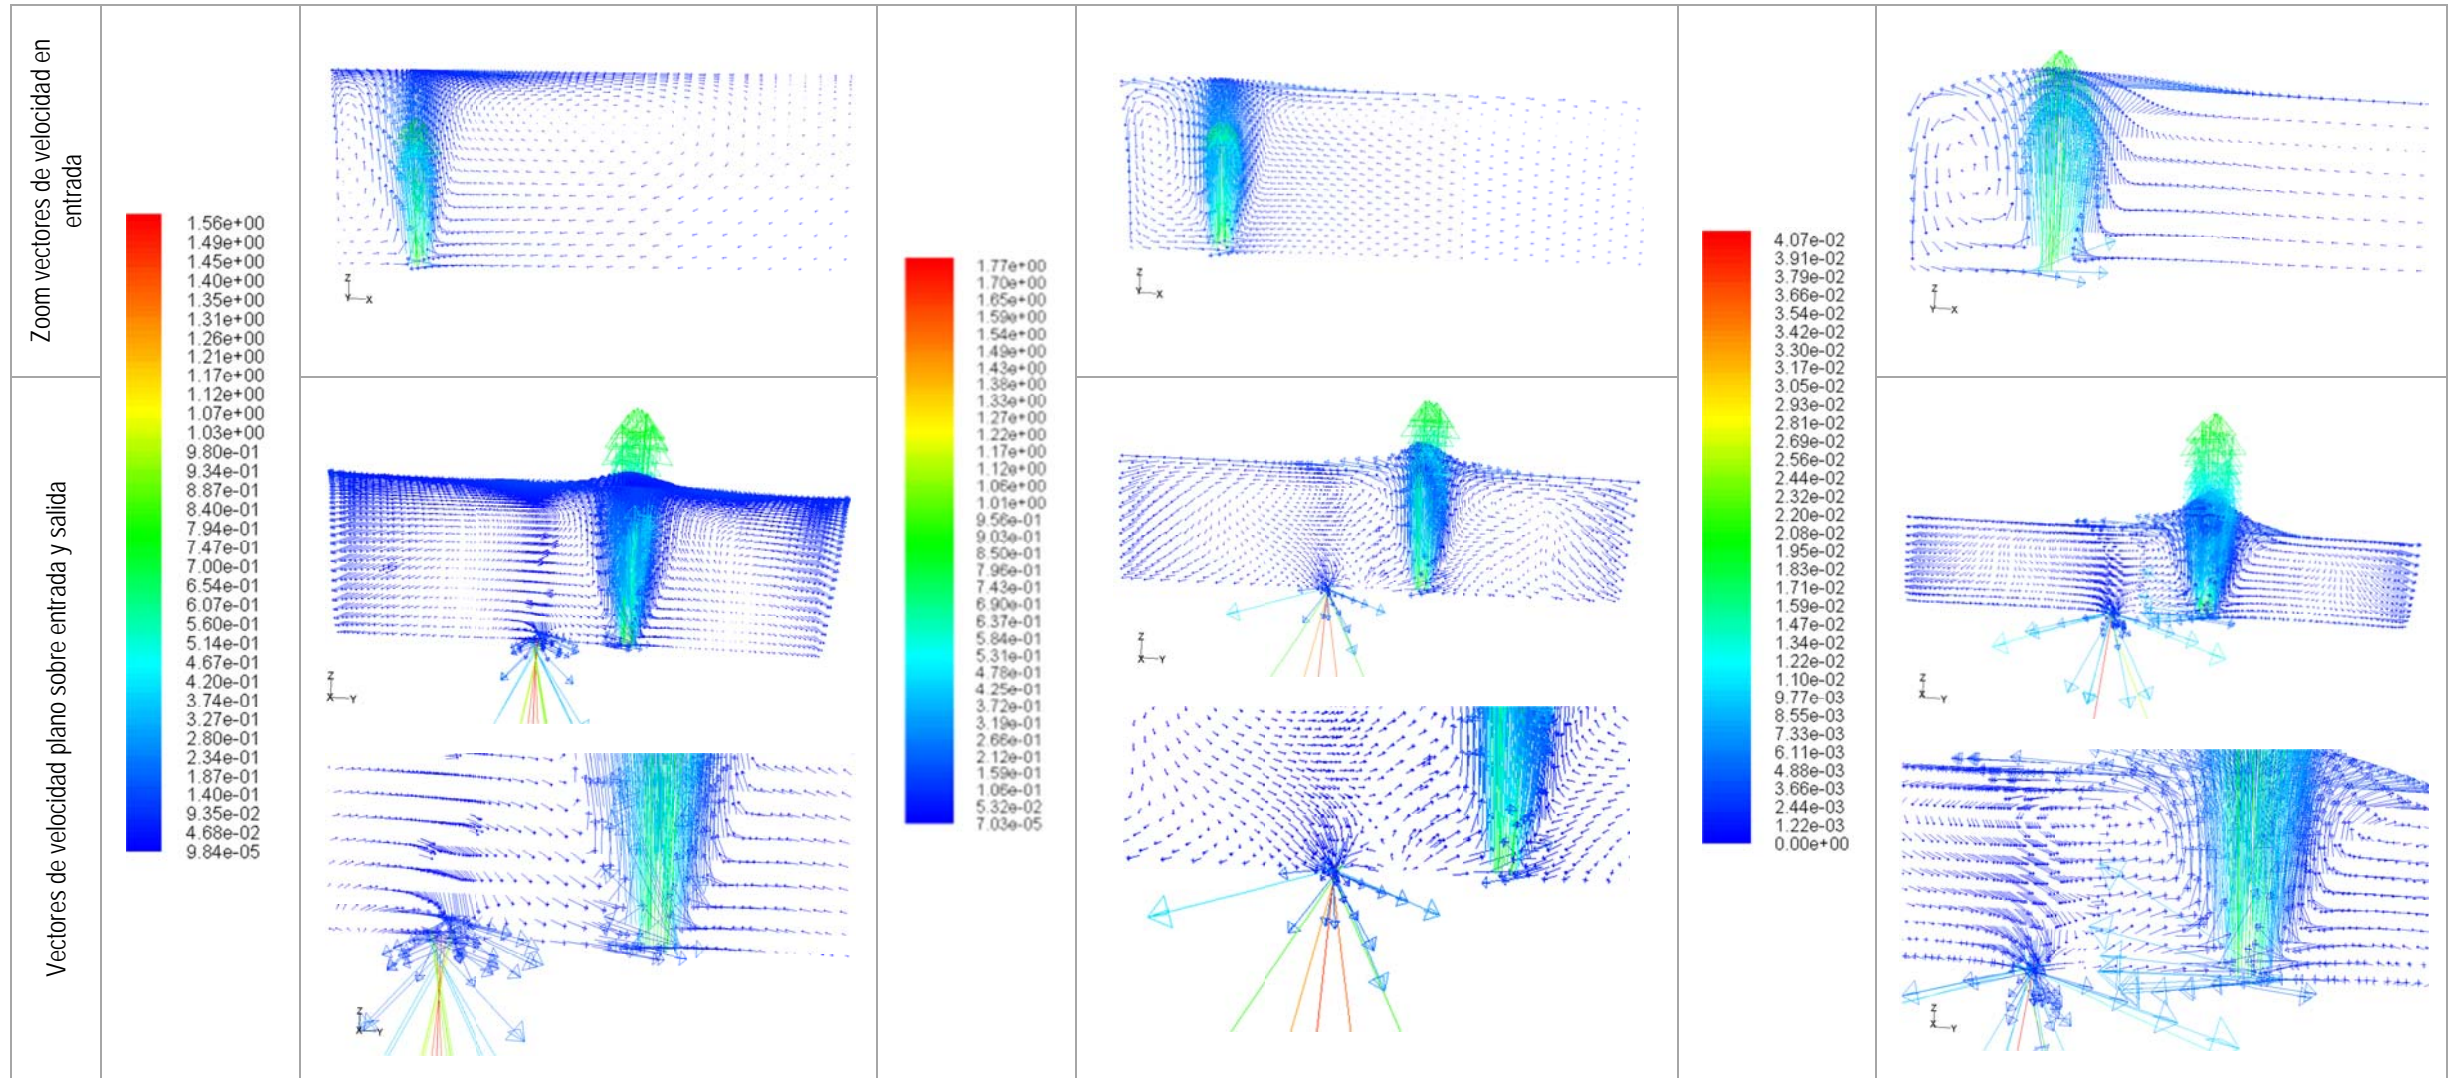 Zoom vectores de velocidad en
entrada
Vectores de velocidad plano sobre entrada y salida
1.56e+00
1.49e+00
1.45e+00
1.40e+00
1.35e+00
1.31e+00
1.26e+00
1.21e+00
1.17e+00
1.12e+00
1.07e+00
1.03e+00
9.80e-01
9.34e-01
8.87e-01
8.40e-01
7.94e-01
7.47e-01
7.00e-01
6.54e-01
6.07e-01
5.60e-01
5.14e-01
4.67e-01
4.20e-01
3.74e-01
3.27e-01
2.80e-01
2.34e-01
1.87e-01
1.40e-01
9.35e-02
4.68e-02
9.84e-05
Z
Y X
Z
X Y
Z
X Y
1.77e+00
1.70e+00
1.65e+00
1.59e+00
1.54e+00
1.49e+00
1.43e+00
1.38e+00
1.33e+00
1.27e+00
1.22e+00
1.17e+00
1.12e+00
1.06e+00
1.01e+00
9.56e-01
9.03e-01
8.50e-01
7.96e-01
7.43e-01
6.90e-01
6.37e-01
5.84e-01
5.31e-01
4.78e-01
4.25e-01
3.72e-01
3.19e-01
2.66e-01
2.12e-01
1.59e-01
1.06e-01
5.32e-02
7.03e-05
Z
Y X
Z
X Y
4.07e-02
3.91e-02
3.79e-02
3.66e-02
3.54e-02
3.42e-02
3.30e-02
3.17e-02
3.05e-02
2.93e-02
2.81e-02
2.69e-02
2.56e-02
2.44e-02
2.32e-02
2.20e-02
2.08e-02
1.95e-02
1.83e-02
1.71e-02
1.59e-02
1.47e-02
1.34e-02
1.22e-02
1.10e-02
9.77e-03
8.55e-03
7.33e-03
6.11e-03
4.88e-03
3.66e-03
2.44e-03
1.22e-03
0.00e+00
Z
Y X
Z
X Y
Z
X Y